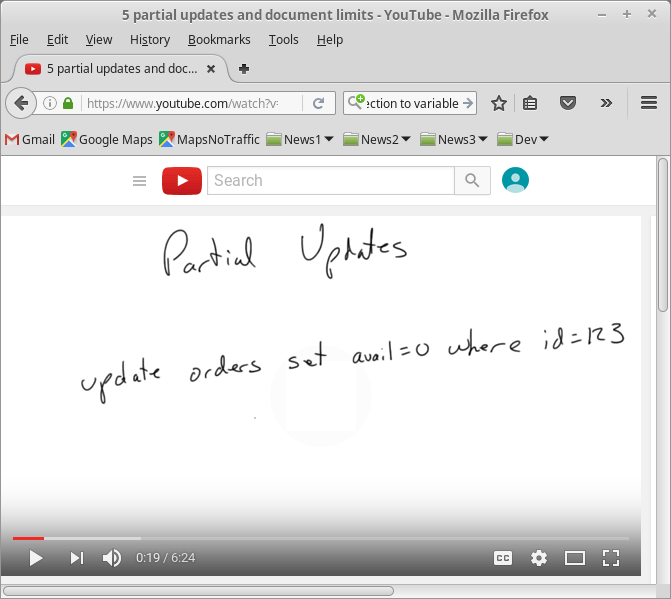 5 partial updates and document limits - YouTube - Mozilla Firefox
File Edit View History Bookmarks Tools Help
5 partial updates and doc...
https://www.youtube.com/watch?v= ection to variable
Gmail Google Maps MapsNoTraffic News1 News2 News3 Dev
Search
Partial Updates
update orders set avail=0 where id=123
0:19 / 6:24 CC